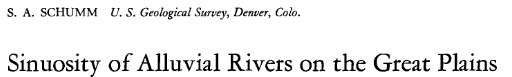 S. A. SCHUMM U. S. Geological Survey, Denver, Colo.
Sinuosity of Alluvial Rivers on the Great Plains